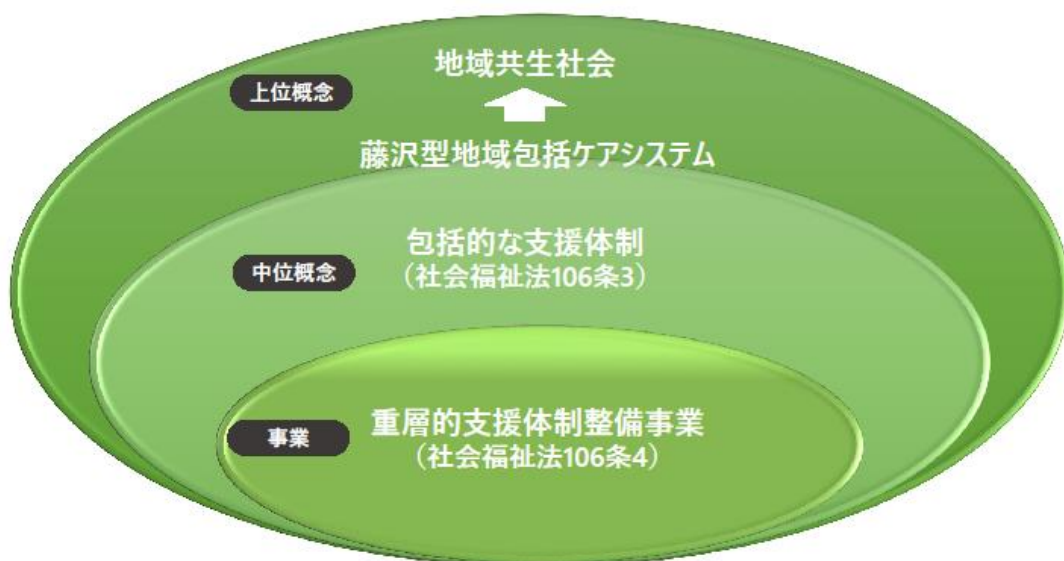 地域共生社会
上位概念
藤沢型地域包括ケアシステム
包括的な支援体制
中位概念
（社会福祉法106条3）
重層的支援体制整備事業
事業
（社会福祉法106条4）